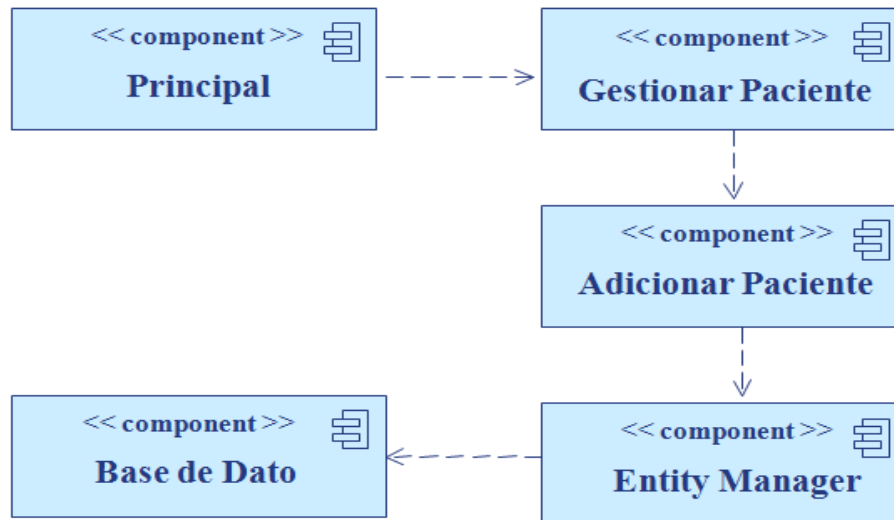 << component >>
Principal
<< component >>
Gestionar Paciente
<< component >>
Adicionar Paciente
<< component >>
Base de Dato
<< component >>
Entity Manager